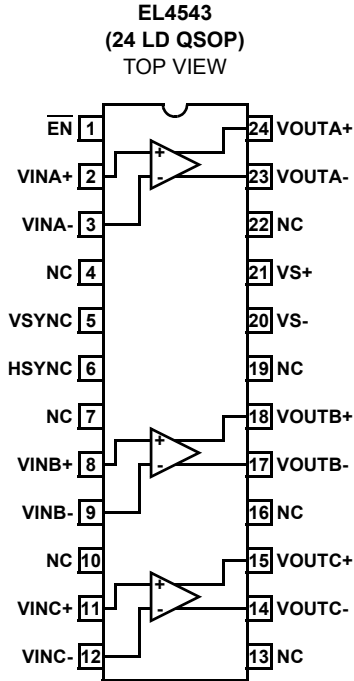 EL4543
(24 LD QSOP)
TOP VIEW
EN 1 24 VOUTA+
+
VINA+ 2 23 VOUTA-
-
VINA- 3 22 NC
NC 4 21 VS+
VSYNC 5 20 VS-
HSYNC 6 19 NC
NC 7 18 VOUTB+
+
VINB+ 8 17 VOUTB-
-
VINB- 9 16 NC
NC 10 15 VOUTC+
+
VINC+ 11 14 VOUTC-
-
VINC- 12 13 NC